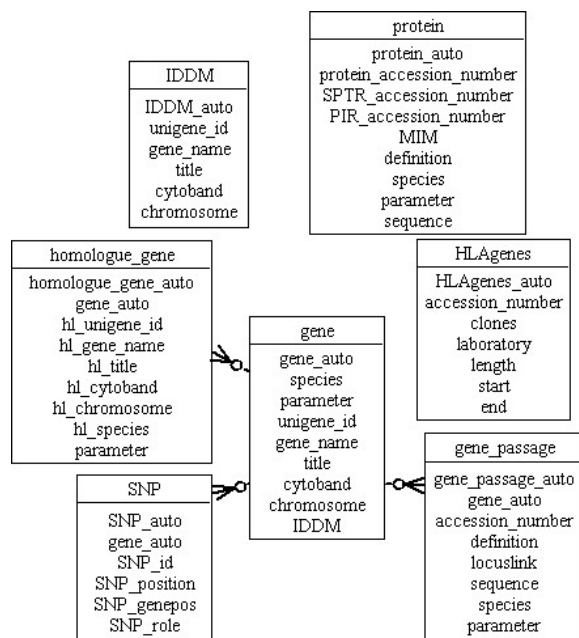 protein
protein_auto
protein_accession_number
SPTR_accession_number
PIR_accession_number
MIM
definition
species
parameter
sequence
IDDM
IDDM_auto
unigene_id
gene_name
title
cytoband
chromosome
homologue_gene
homologue_gene_auto
gene_auto
hl_unigene_id
hl_gene_name
hl_title
hl_cytoband
hl_chromosome
hl_species
parameter
HLAgenes
HLAgenes_auto
accession_number
clones
laboratory
length
start
end
gene
gene_auto
species
parameter
unigene_id
gene_name
title
cytoband
chromosome
IDDM
gene_passage
gene_passage_auto
gene_auto
accession_number
definition
locuslink
sequence
species
parameter
SNP
SNP_auto
gene_auto
SNP_id
SNP_position
SNP_genepos
SNP_role